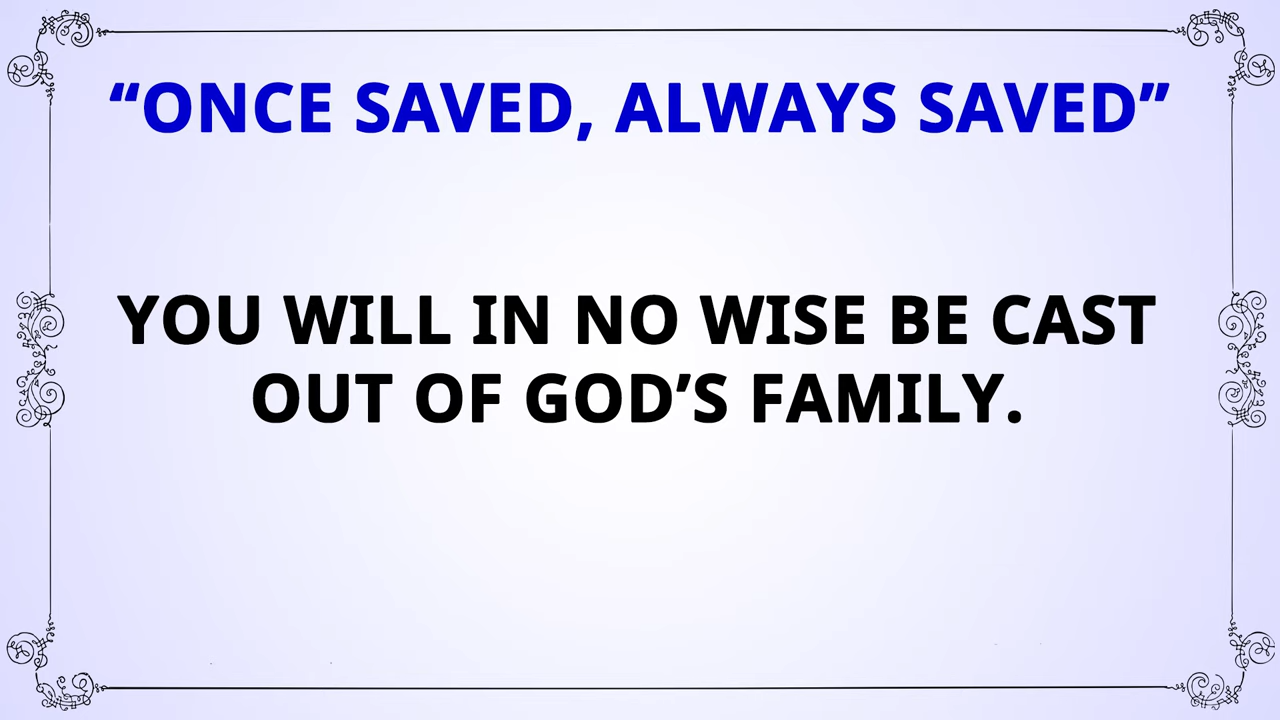 “ONCE SAVED, ALWAYS SAVED”
YOU WILL IN NO WISE BE CAST
OUT OF GOD’S FAMILY.